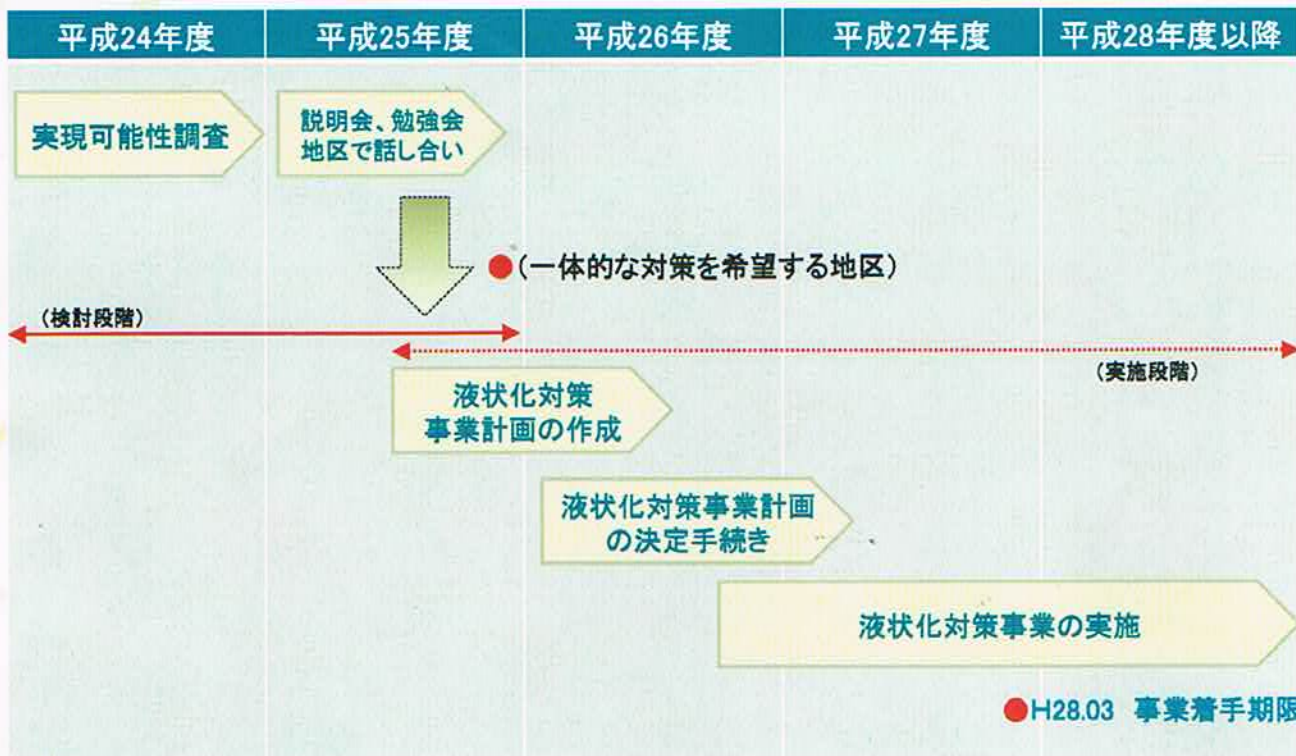 平成24年度
平成25年度
平成26年度
平成27年度
平成28年度以降
実現可能性調査
説明会、勉強会
地区で話し合い
●(一体的な対策を希望する地区)
(検討段階)
(実施段階)
液状化対策
事業計画の作成
液状化対策事業計画
の決定手続き
液状化対策事業の実施
●H28.03 事業着手期限